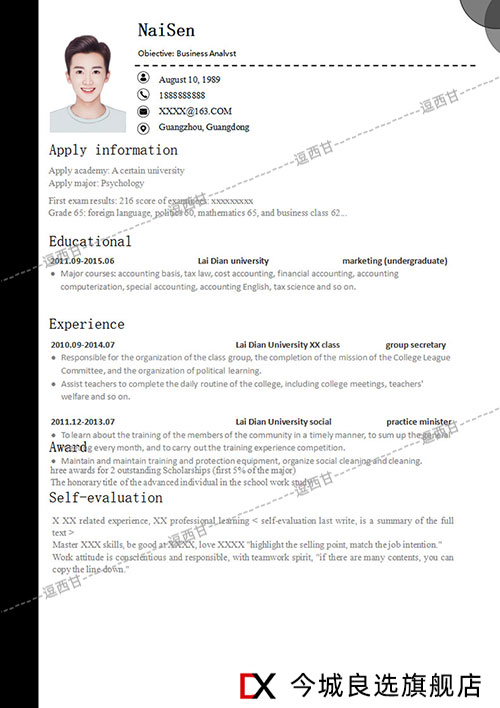 NaiSen
Objective: Business Analyst
August 10, 1989
1888888888
XXXX@163.COM
Guangzhou, Guangdong
Apply information
Apply academy: A certain university
Apply major: Psychology
First exam results: 216 score of examinees: xxxxxxxxx
Grade 65: foreign language, politics 60, mathematics 65, and business class 62...
Educational
2011.09-2015.06 Lai Dian university marketing (undergraduate)
● Major courses: accounting basis, tax law, cost accounting, financial accounting, accounting
computerization, special accounting, accounting English, tax science and so on.
Experience
2010.09-2014.07 Lai Dian University XX class group secretary
● Responsible for the organization of the class group, the completion of the mission of the College League
Committee, and the organization of political learning.
● Assist teachers to complete the daily routine of the college, including college meetings, teachers'
welfare and so on.
2011.12-2013.07 Lai Dian University social practice minister
● To learn about the training of the members of the community in a timely manner, to sum up the general
Award
every month, and to carry out the training experience competition.
● Maintain and maintain training and protection equipment, organize social cleaning and cleaning.
hree awards for 2 outstanding Scholarships (first 5% of the major)
The honorary title of the advanced individual in the school work study
Self-evaluation
X XX related experience, XX professional learning < self-evaluation last write, is a summary of the full
text >
Master XXX skills, be good at XXXX, love XXXX "highlight the selling point, match the job intention."
Work attitude is conscientious and responsible, with teamwork spirit, "if there are many contents, you can
copy the line down."
逗西甘
逗西甘
逗西甘
逗西甘
逗西甘
逗西甘
CX 今城良选旗舰店